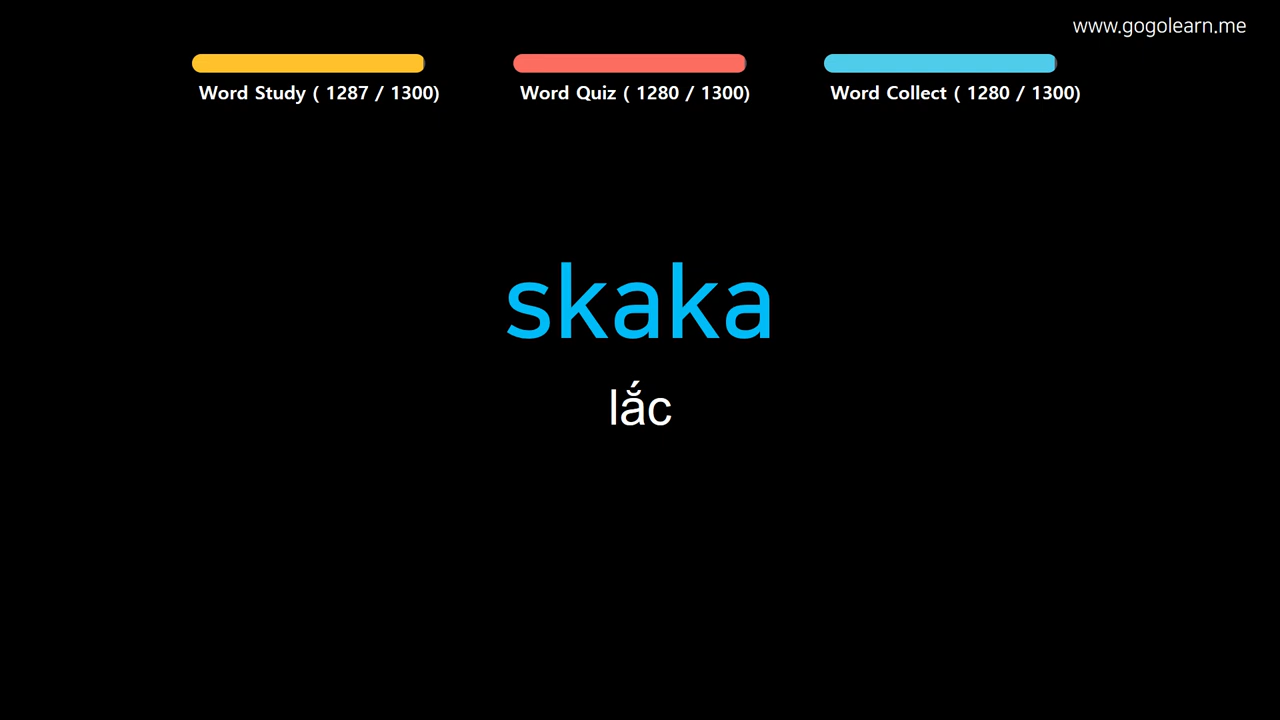 www.gogolearn.me
Word Study ( 1287 / 1300)
Word Quiz ( 1280 / 1300)
Word Collect ( 1280 / 1300)
skaka
lắc